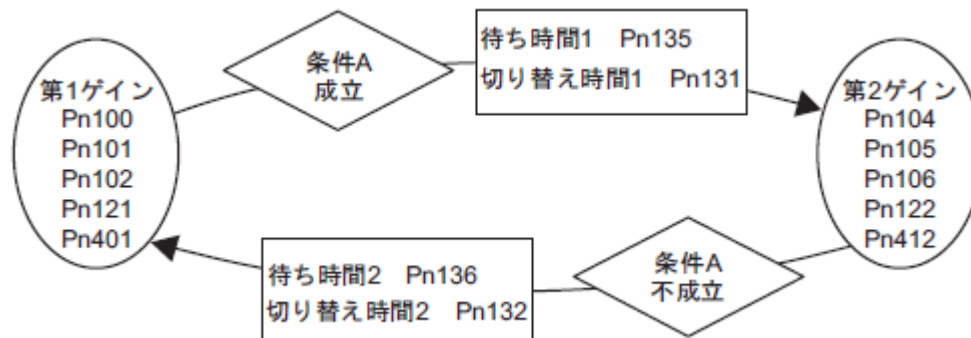 第1ゲイン
Pn100
Pn101
Pn102
Pn121
Pn401
条件A
成立
待ち時間1 Pn135
切り替え時間1 Pn131
第2ゲイン
Pn104
Pn105
Pn106
Pn122
Pn412
条件A
不成立
待ち時間2 Pn136
切り替え時間2 Pn132